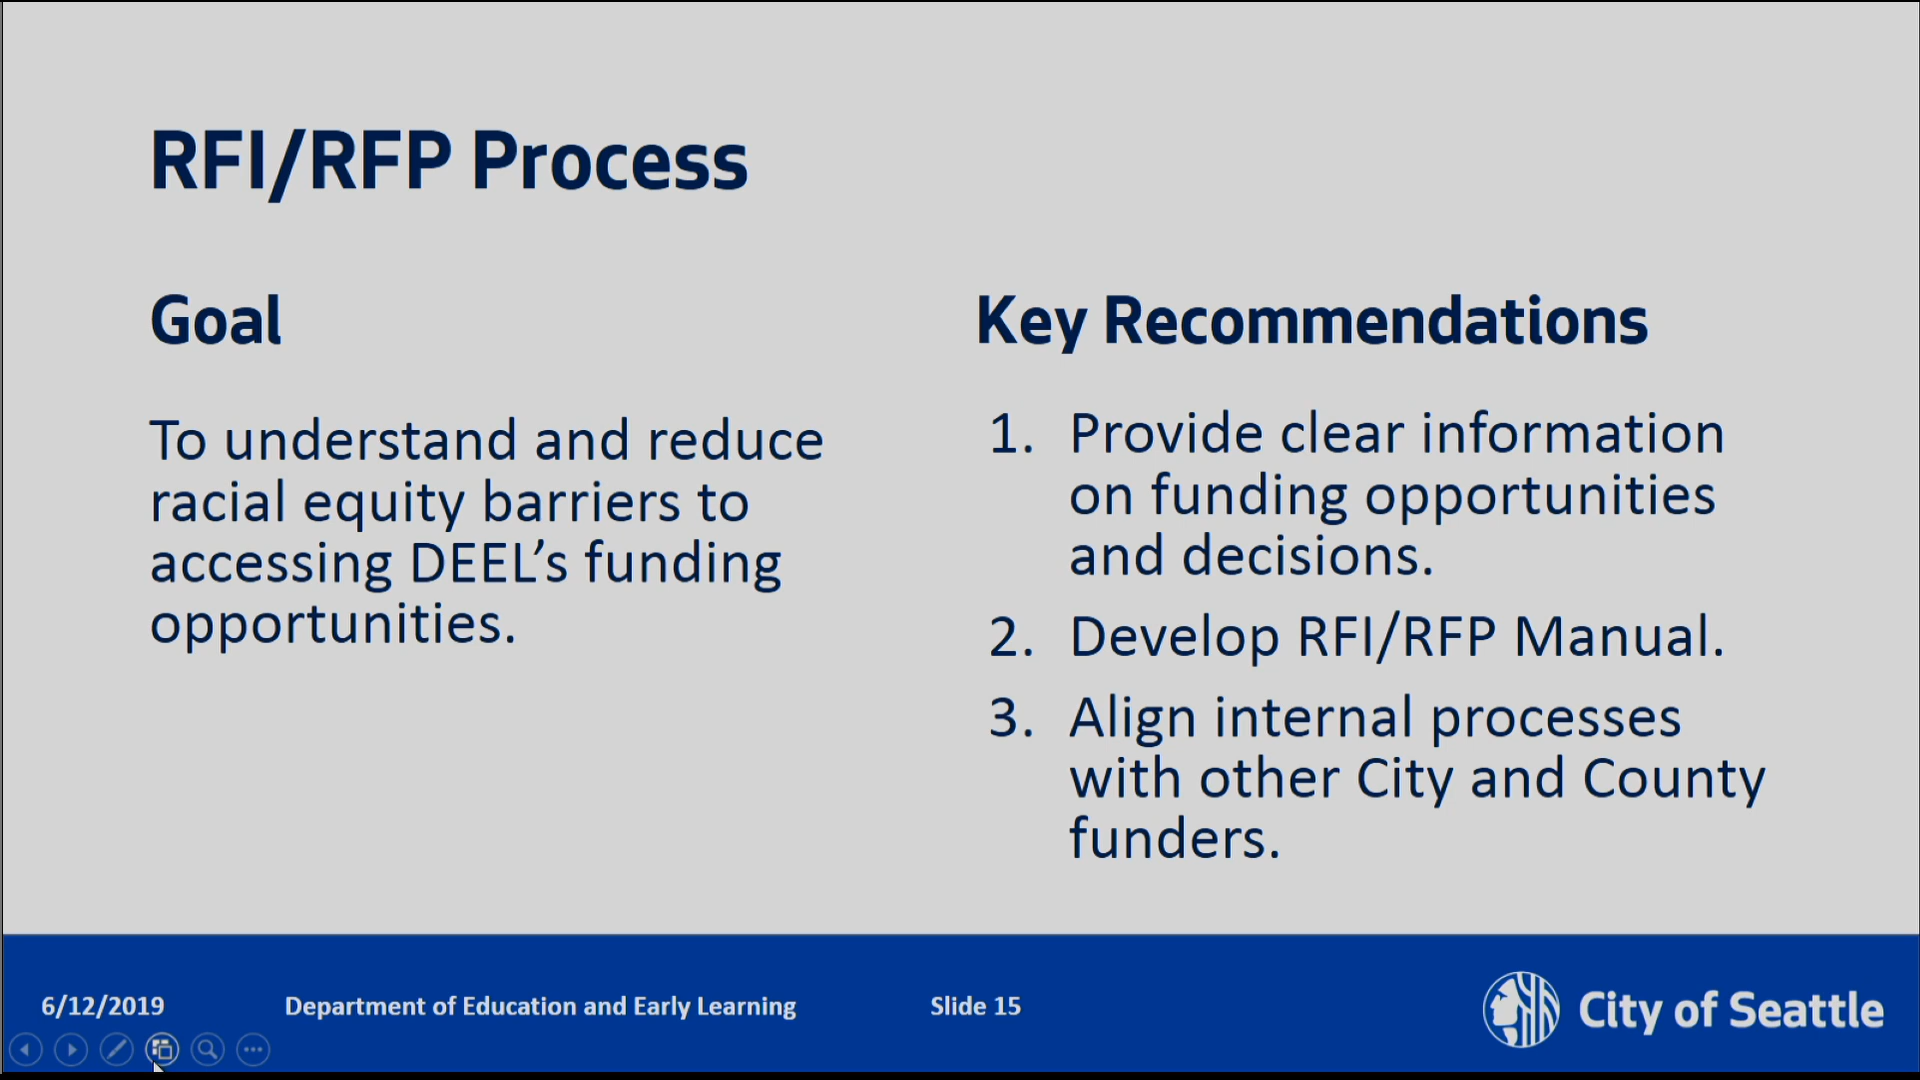 RFI/RFP Process
Goal
To understand and reduce
racial equity barriers to
accessing DEEL’s funding
opportunities.
Key Recommendations
1. Provide clear information
on funding opportunities
and decisions.
2. Develop RFI/RFP Manual.
3. Align internal processes
with other City and County
funders.
6/12/2019
Department of Education and Early Learning
Slide 15
City of Seattle